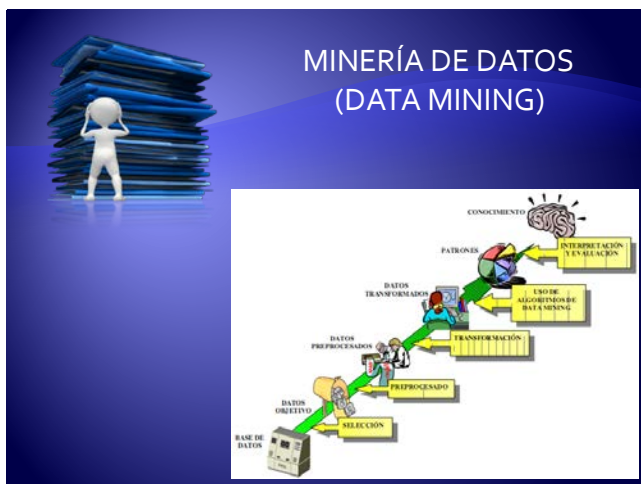 MINERÍA DE DATOS
(DATA MINING)
CONOCIMIENTO
INTERPRETACIÓN
Y EVALUACIÓN
PATRONES
USO DE
ALGORITMOS DE
DATA MINING
DATOS
TRANSFORMADOS
TRANSFORMACIÓN
DATOS
PREPROCESADOS
PREPROCESADO
DATOS
OBJETIVO
SELECCIÓN
BASE DE
DATOS